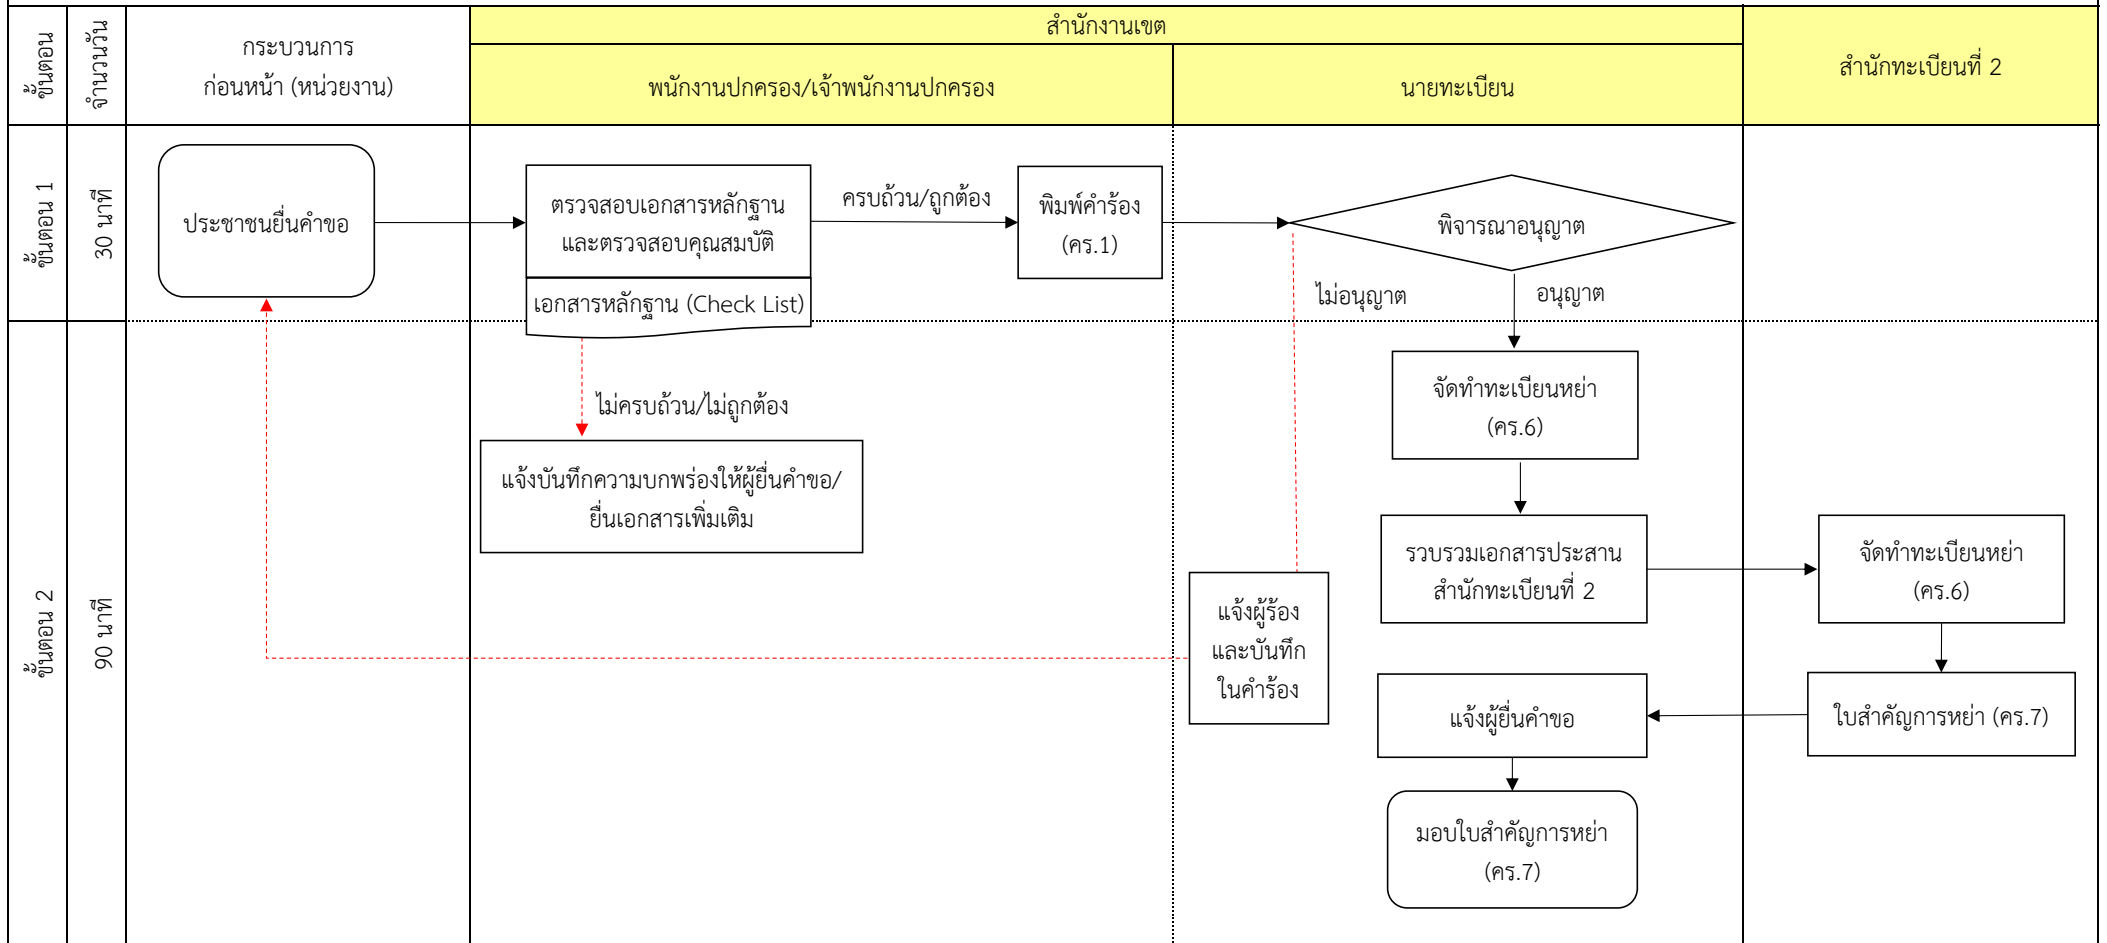 ขั้นตอน
จำนวนวัน
กระบวนการ
ก่อนหน้า (หน่วยงาน)
สำนักงานเขต
พนักงานปกครอง/เจ้าพนักงานปกครอง
นายทะเบียน
สำนักทะเบียนที่ 2
ขั้นตอน 1
30 นาที
ประชาชนยื่นคำขอ
ตรวจสอบเอกสารหลักฐาน
และตรวจสอบคุณสมบัติ
เอกสารหลักฐาน (Check List)
ครบถ้วน/ถูกต้อง
พิมพ์คำร้อง
(คร.1)
พิจารณาอนุญาต
ไม่อนุญาต
อนุญาต
ขั้นตอน 2
90 นาที
ไม่ครบถ้วน/ไม่ถูกต้อง
แจ้งบันทึกความบกพร่องให้ผู้ยื่นคำขอ/
ยื่นเอกสารเพิ่มเติม
จัดทำทะเบียนหย่า
(คร.6)
รวบรวมเอกสารประสาน
สำนักทะเบียนที่ 2
จัดทำทะเบียนหย่า
(คร.6)
แจ้งผู้ร้อง
และบันทึก
ในคำร้อง
แจ้งผู้ยื่นคำขอ
ใบสำคัญการหย่า (คร.7)
มอบใบสำคัญการหย่า
(คร.7)